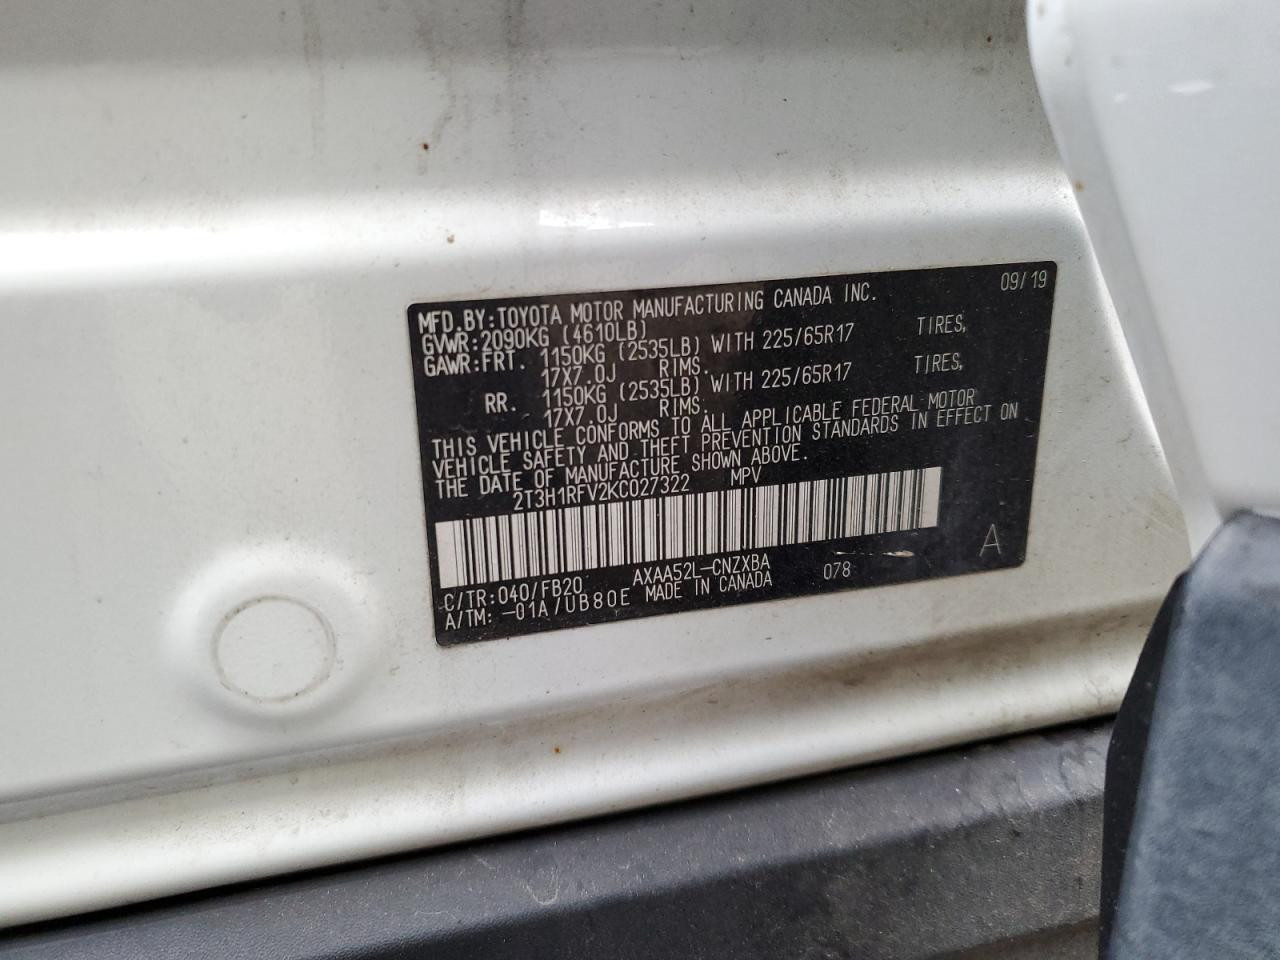 09/19
MFD.BY:TOYOTA MOTOR MANUFACTURING CANADA INC.
GVWR:2090KG (4610LB)
GAWR:FRT. 1150KG (2535LB) WITH 225/65R17 TIRES,
17X7.0J RIMS.
RR. 1150KG (2535LB) WITH 225/65R17 TIRES,
17X7.0J RIMS.
THIS VEHICLE CONFORMS TO ALL APPLICABLE FEDERAL MOTOR
VEHICLE SAFETY AND THEFT PREVENTION STANDARDS IN EFFECT ON
THE DATE OF MANUFACTURE SHOWN ABOVE.
2T3H1RFV2KC027322 MPV
C/TR:040/FB20 AXAA52L-CNZXBA 078 A
A/TM:-01A/UB80E MADE IN CANADA